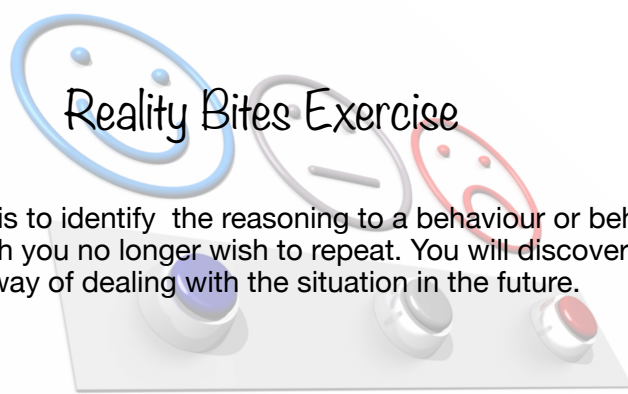 Reality Bites Exercise
is to identify  the reasoning to a behaviour or beh
h you no longer wish to repeat. You will discover
way of dealing with the situation in the future.